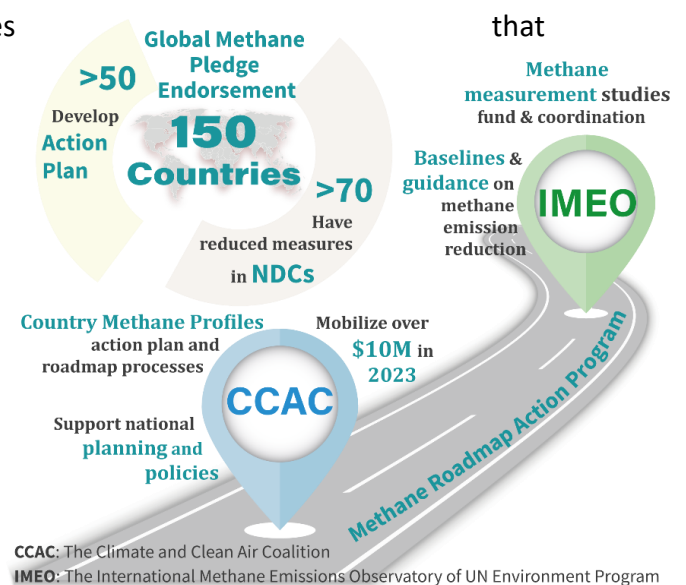 es
that
Global Methane
Pledge
Endorsement
150
Countries
>50
Develop
Action
Plan
>70
Have
reduced measures
in NDCs
Methane
measurement studies
fund & coordination
Baselines &
guidance on
methane
emission
reduction
IMEO
Country Methane Profiles
action plan and
roadmap processes
Mobilize over
$10M in
2023
CCAC
Support national
planning and
policies
Methane Roadmap Action Program
CCAC: The Climate and Clean Air Coalition
IMEO: The International Methane Emissions Observatory of UN Environment Program